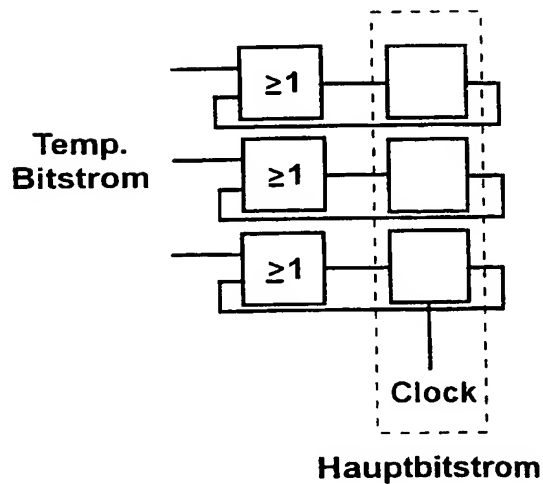 ≥1
Temp.
Bitstrom
≥1
≥1
Clock
Hauptbitstrom